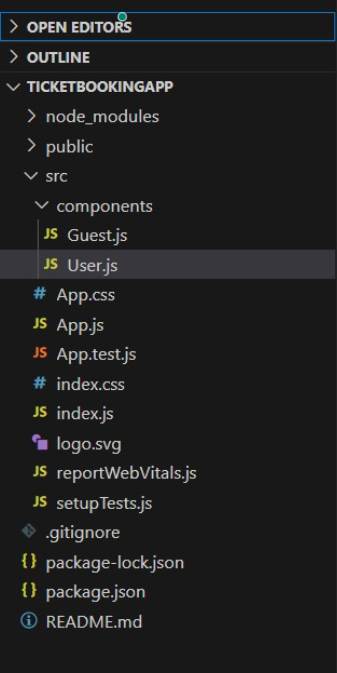 OPEN EDITORS
OUTLINE
TICKETBOOKINGAPP
node_modules
public
src
components
JS Guest.js
JS User.js
# App.css
JS App.js
JS App.test.js
# index.css
JS index.js
logo.svg
JS reportWebVitals.js
JS setupTests.js
.gitignore
{} package-lock.json
{} package.json
README.md